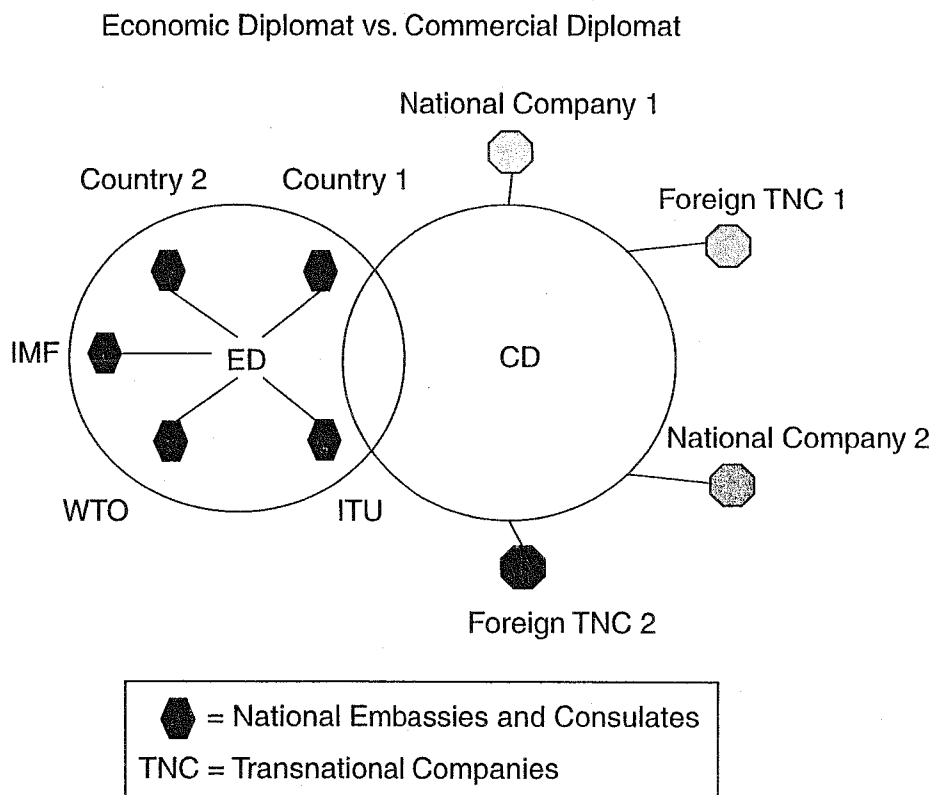 Economic Diplomat vs. Commercial Diplomat
National Company 1
Country 2
Country 1
Foreign TNC 1
IMF
ED
CD
National Company 2
WTO
ITU
Foreign TNC 2
= National Embassies and Consulates
TNC = Transnational Companies